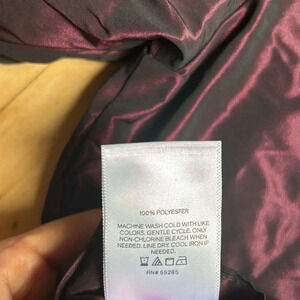 100% POLYESTER
MACHINE WASH COLD WITH LIKE
COLORS, GENTLE CYCLE. ONLY
NON-CHLORINE BLEACH WHEN
NEEDED. LINE DRY. COOL IRON IF
NEEDED.
RN# 55285